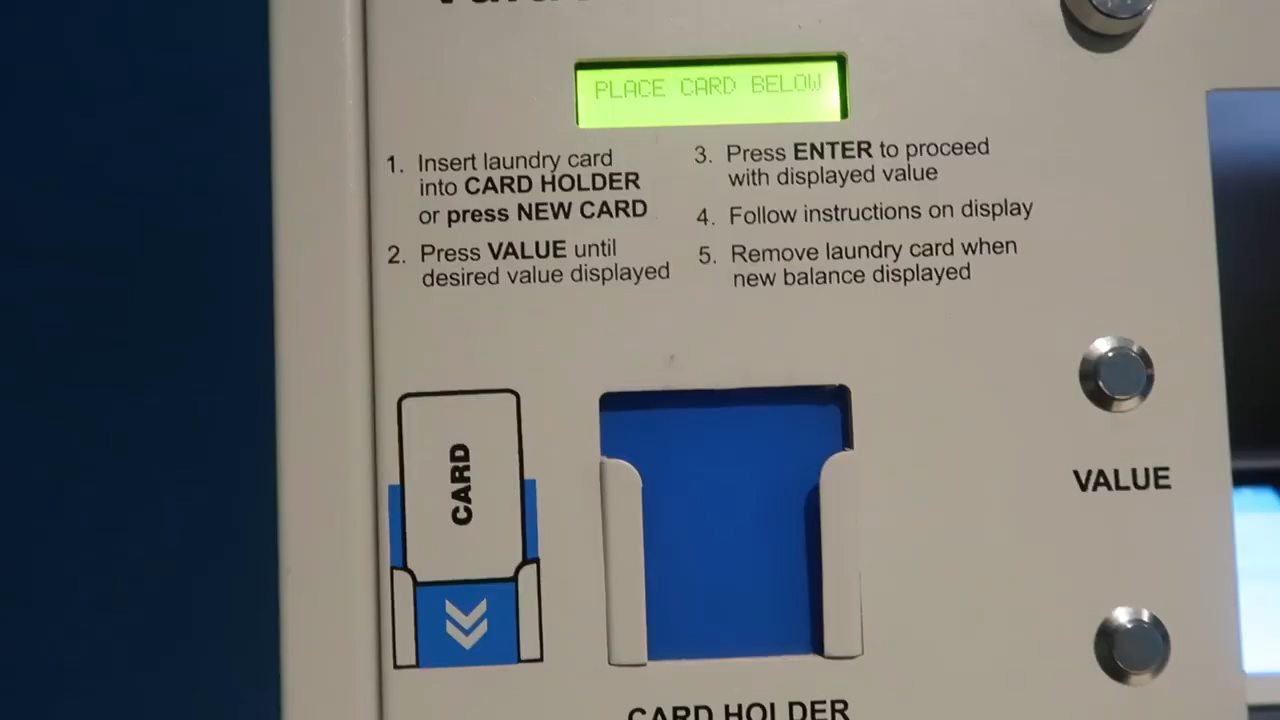 PLACE CARD BELOW
1. Insert laundry card
into CARD HOLDER
or press NEW CARD
2. Press VALUE until
desired value displayed
3. Press ENTER to proceed
with displayed value
4. Follow instructions on display
5. Remove laundry card when
new balance displayed
CARD
VALUE
CARD HOLDER